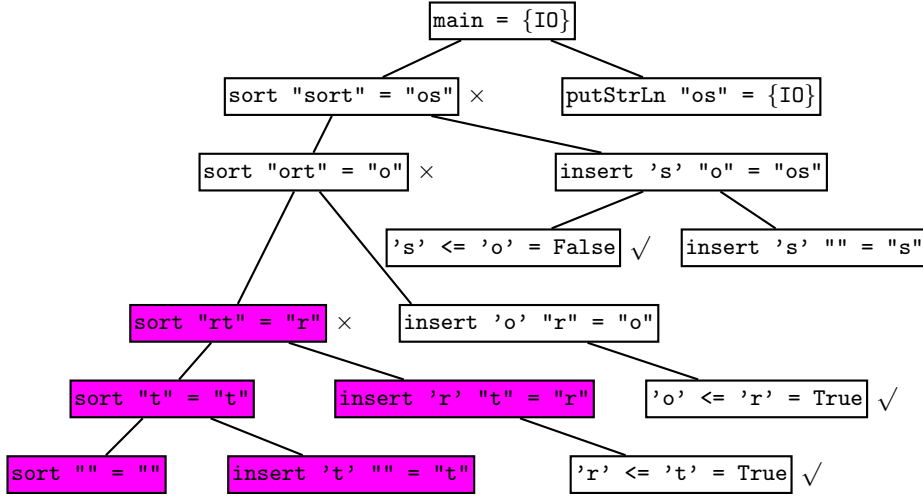 main = {IO}
sort "sort" = "os" ×
putStrLn "os" = {IO}
sort "ort" = "o" ×
insert 's' "o" = "os"
's' <= 'o' = False √
insert 's' "" = "s"
sort "rt" = "r" ×
insert 'o' "r" = "o"
sort "t" = "t"
insert 'r' "t" = "r"
'o' <= 'r' = True √
sort "" = ""
insert 't' "" = "t"
'r' <= 't' = True √